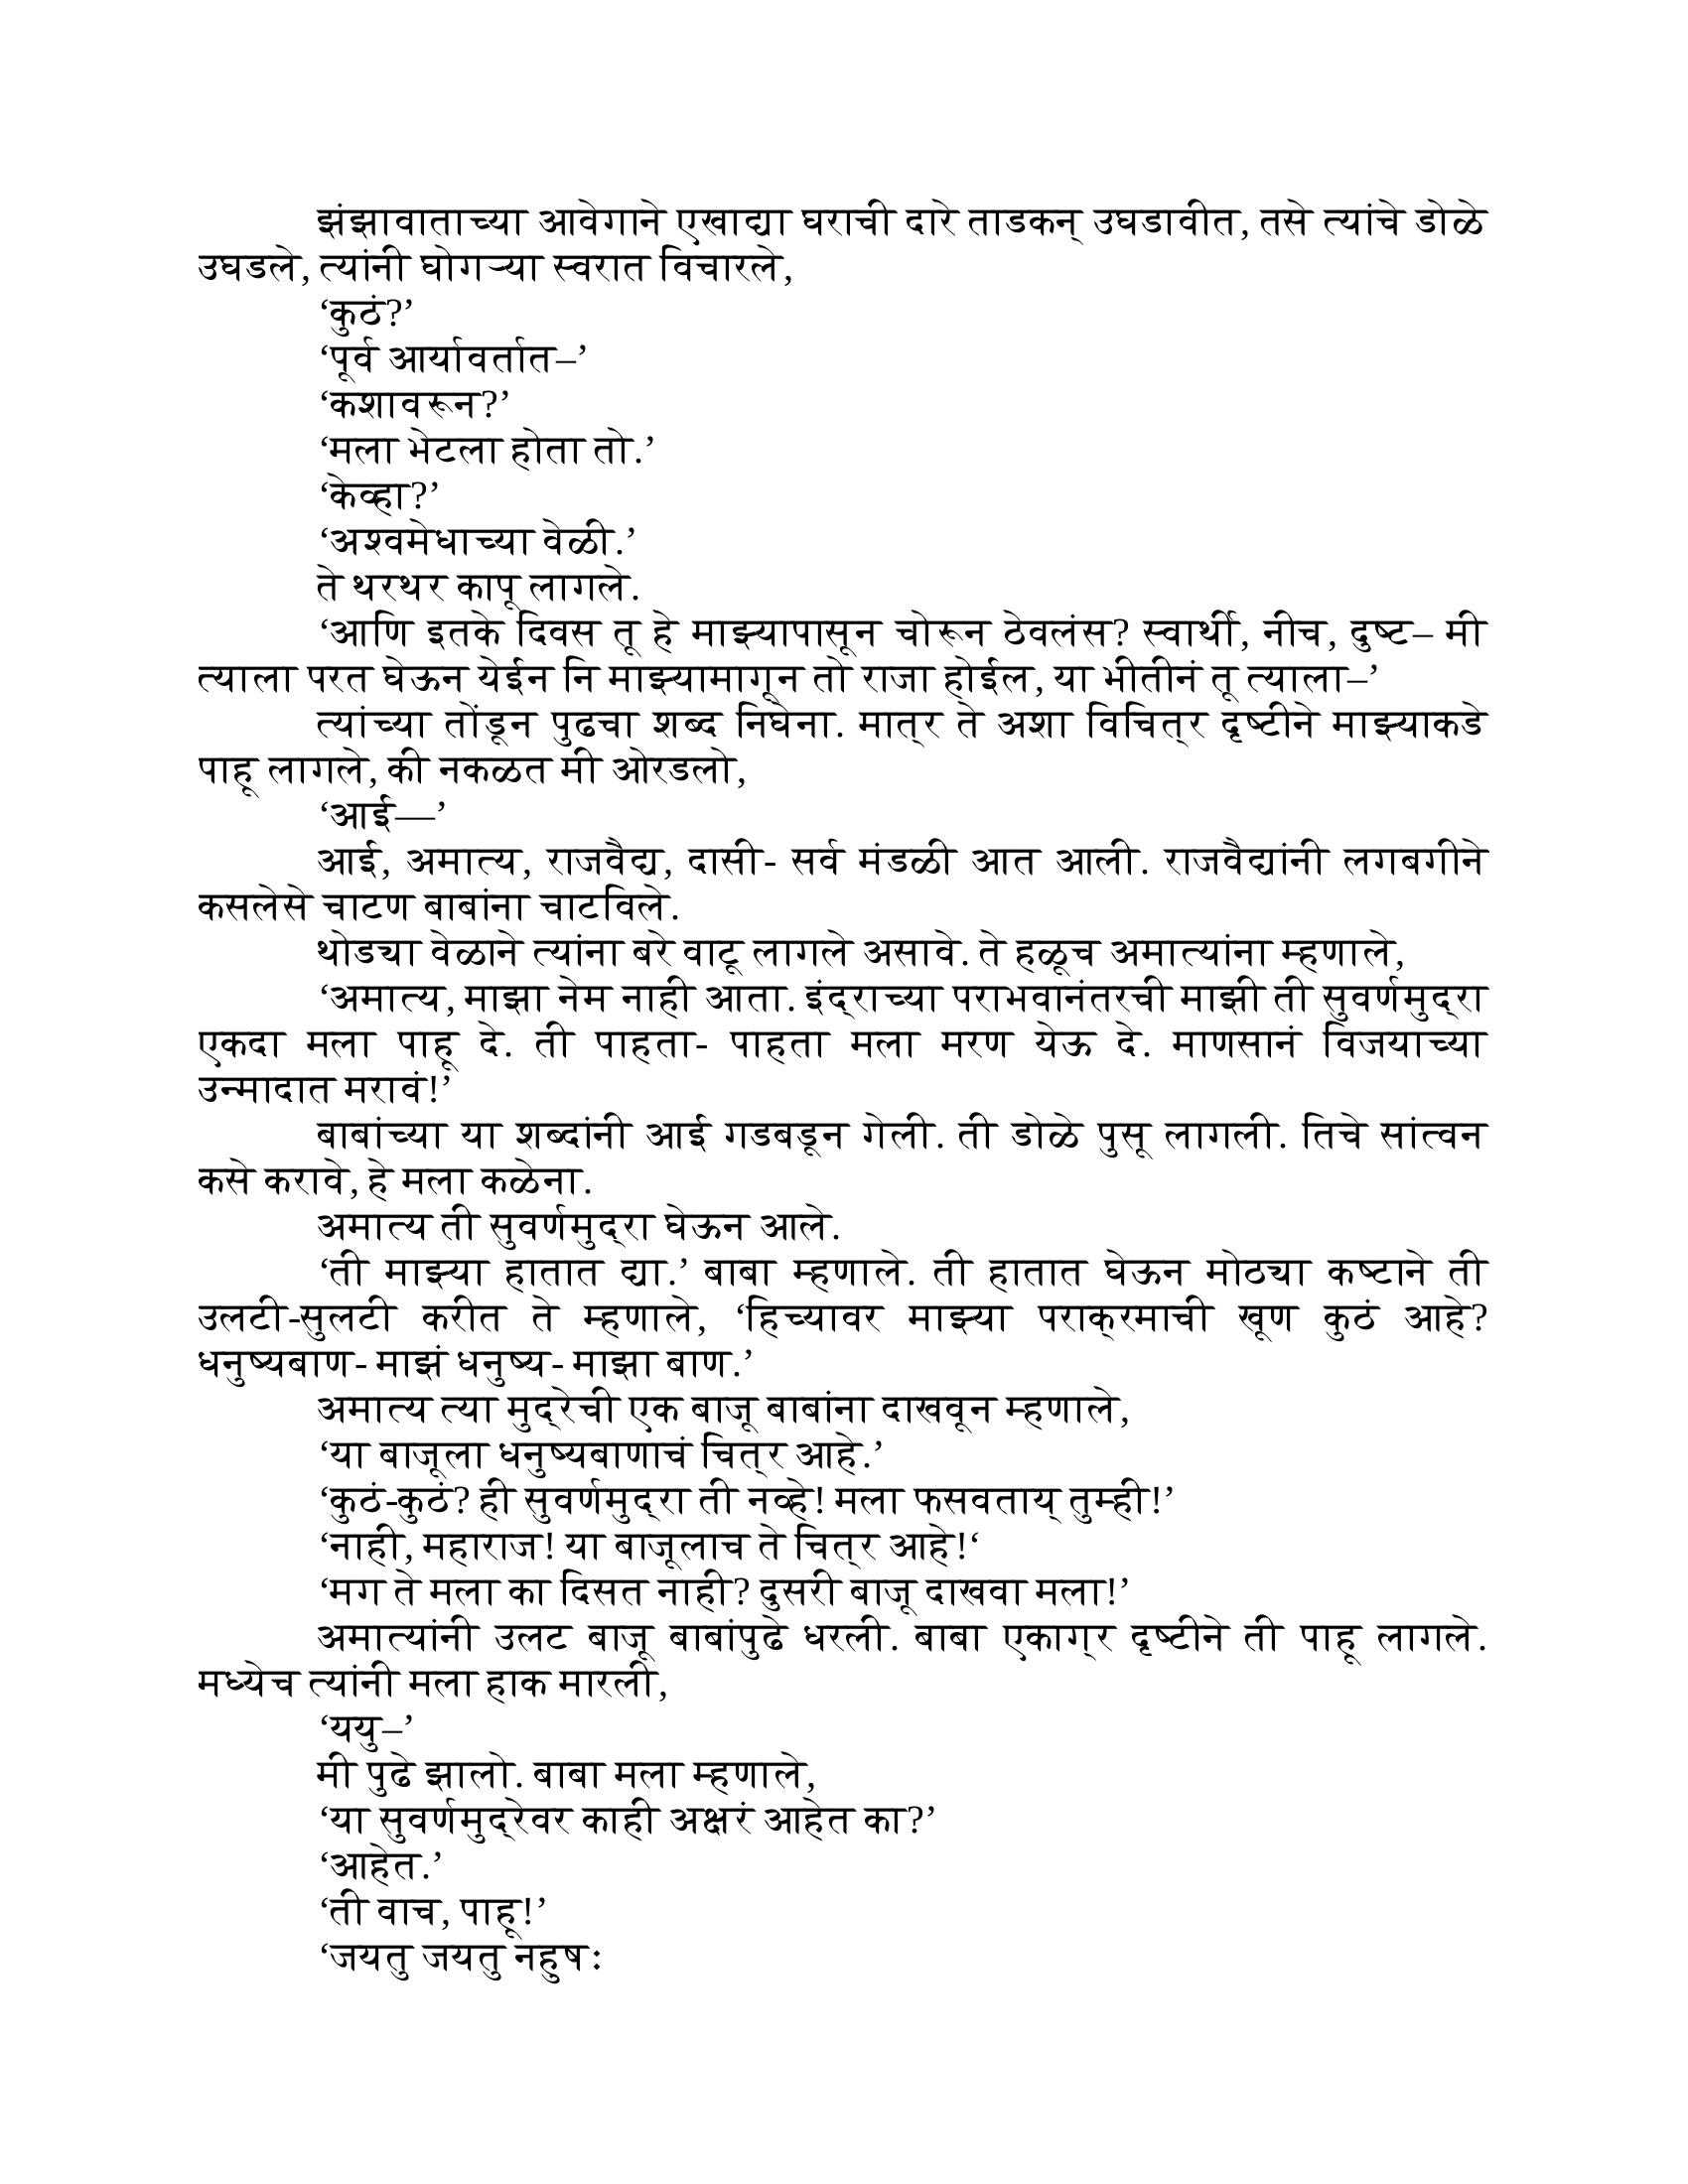 झंझावाताच्या आवेगाने एखाद्या घराची दारे ताडकन् उघडावीत, तसे त्यांचे डोळे
उघडले, त्यांनी घोगऱ्या स्वरात विचारले,
‘कुठं?’
‘पूर्व आर्यावर्तात–’
‘कशावरून?’
‘मला भेटला होता तो.’
‘केव्हा?’
‘अश्वमेधाच्या वेळी.’
ते थरथर कापू लागले.
‘आणि इतके दिवस तू हे माझ्यापासून चोरून ठेवलंस? स्वार्थी, नीच, दुष्ट– मी
त्याला परत घेऊन येईन नि माझ्यामागून तो राजा होईल, या भीतीनं तू त्याला–’
त्यांच्या तोंडून पुढचा शब्द निघेना. मात्‍र ते अशा विचित्‍र दृष्टीने माझ्याकडे
पाहू लागले, की नकळत मी ओरडलो,
‘आई—’
आई, अमात्य, राजवैद्य, दासी- सर्व मंडळी आत आली. राजवैद्यांनी लगबगीने
कसलेसे चाटण बाबांना चाटविले.
थोड्या वेळाने त्यांना बरे वाटू लागले असावे. ते हळूच अमात्यांना म्हणाले,
‘अमात्य, माझा नेम नाही आता. इंद्‍राच्या पराभवानंतरची माझी ती सुवर्णमुद्‍रा
एकदा मला पाहू दे. ती पाहता- पाहता मला मरण येऊ दे. माणसानं विजयाच्या
उन्मादात मरावं!’
बाबांच्या या शब्दांनी आई गडबडून गेली. ती डोळे पुसू लागली. तिचे सांत्वन
कसे करावे, हे मला कळेना.
अमात्य ती सुवर्णमुद्‍रा घेऊन आले.
‘ती माझ्या हातात द्या.’ बाबा म्हणाले. ती हातात घेऊन मोठ्या कष्टाने ती
उलटी-सुलटी करीत ते म्हणाले, ‘हिच्यावर माझ्या पराक्‍रमाची खूण कुठं आहे?
धनुष्यबाण- माझं धनुष्य- माझा बाण.’
अमात्य त्या मुद्‍रेची एक बाजू बाबांना दाखवून म्हणाले,
‘या बाजूला धनुष्यबाणाचं चित्‍र आहे.’
‘कुठं-कुठं? ही सुवर्णमुद्‍रा ती नव्हे! मला फसवताय् तुम्ही!’
‘नाही, महाराज! या बाजूलाच ते चित्‍र आहे!‘
‘मग ते मला का दिसत नाही? दुसरी बाजू दाखवा मला!’
अमात्यांनी उलट बाजू बाबांपुढे धरली. बाबा एकाग्‍र दृष्टीने ती पाहू लागले.
मध्येच त्यांनी मला हाक मारली,
‘ययु–’
मी पुढे झालो. बाबा मला म्हणाले,
‘या सुवर्णमुद्‍रेवर काही अक्षरं आहेत का?’
‘आहेत.’
‘ती वाच, पाहू!’
‘जयतु जयतु नहुषः